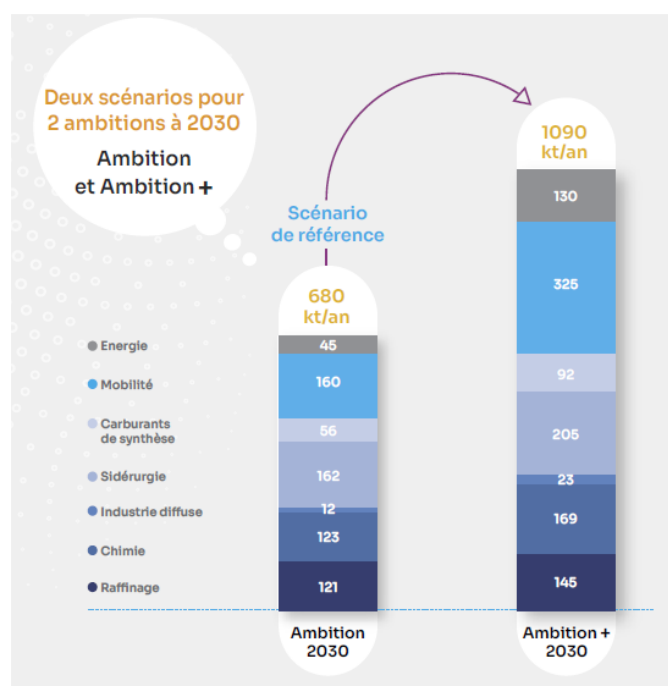 Deux scénarios pour
2 ambitions à 2030
Ambition
et Ambition +
Scénario
de référence
680
kt/an
1090
kt/an
Energie
Mobilité
Carburants
de synthèse
Sidérurgie
Industrie diffuse
Chimie
Raffinage
45
160
56
162
12
123
121
130
325
92
205
23
169
145
Ambition
2030
Ambition +
2030